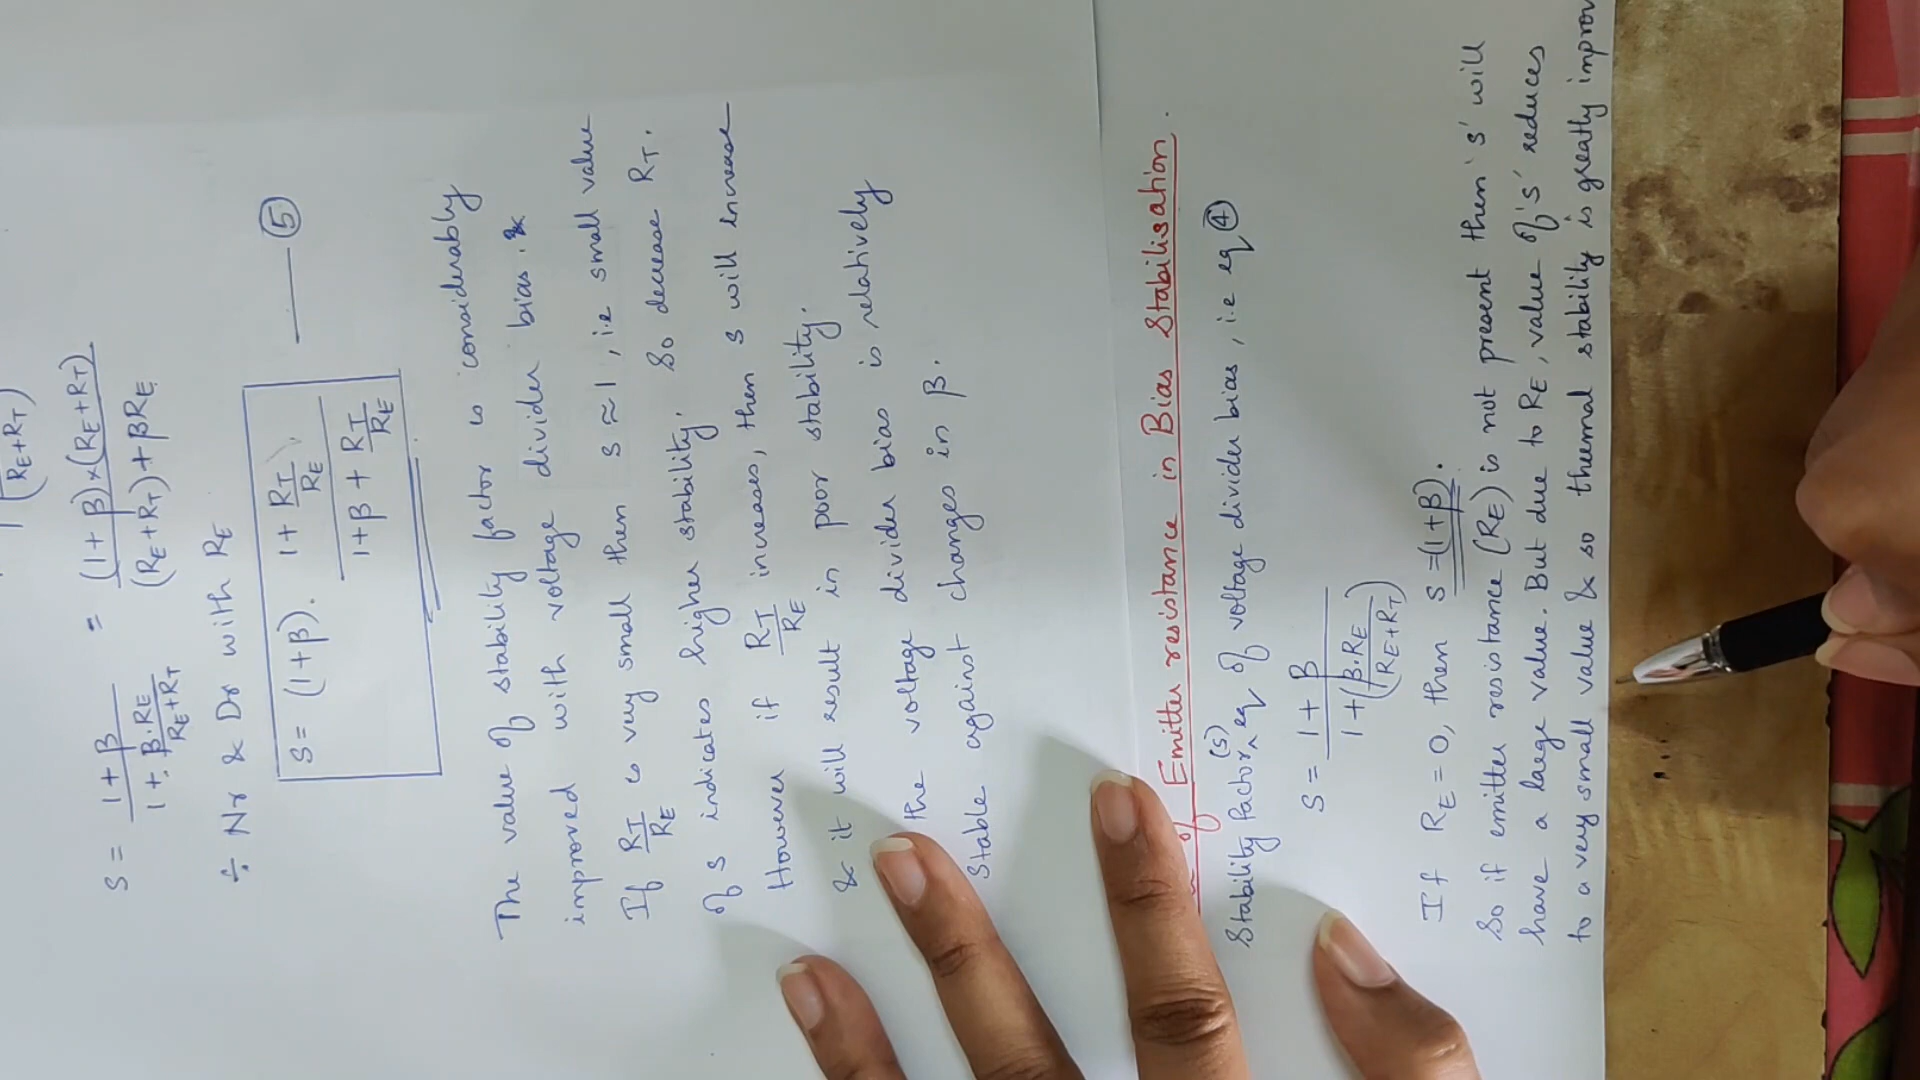 (RE+RT)
S = 1+β / 1+ β.RE / RE+RT = (1+β)×(RE+RT) / (RE+RT)+βRE
÷ Nr & Dr with RE
S = (1+β). 1+ RT/RE / 1+β+ RT/RE —— ⑤
The value of stability factor is considerably
improved with voltage divider bias. &
If RT/RE is very small then S ≈ 1, i.e small value
of S indicates higher stability. So decrease RT.
However if RT/RE increases, then S will increase
& it will result in poor stability.
the voltage divider bias is relatively
stable against changes in β.
of Emitter resistance in Bias Stabilisation.
Stability factor (S) eq of voltage divider bias, i.e eq ④
S = 1+β / 1+(β.RE / RE+RT)
If RE = 0, then S = (1+β).
So if emitter resistance (RE) is not present then 's' will
have a large value. But due to RE, value of 's' reduces
to a very small value & so thermal stability is greatly improv